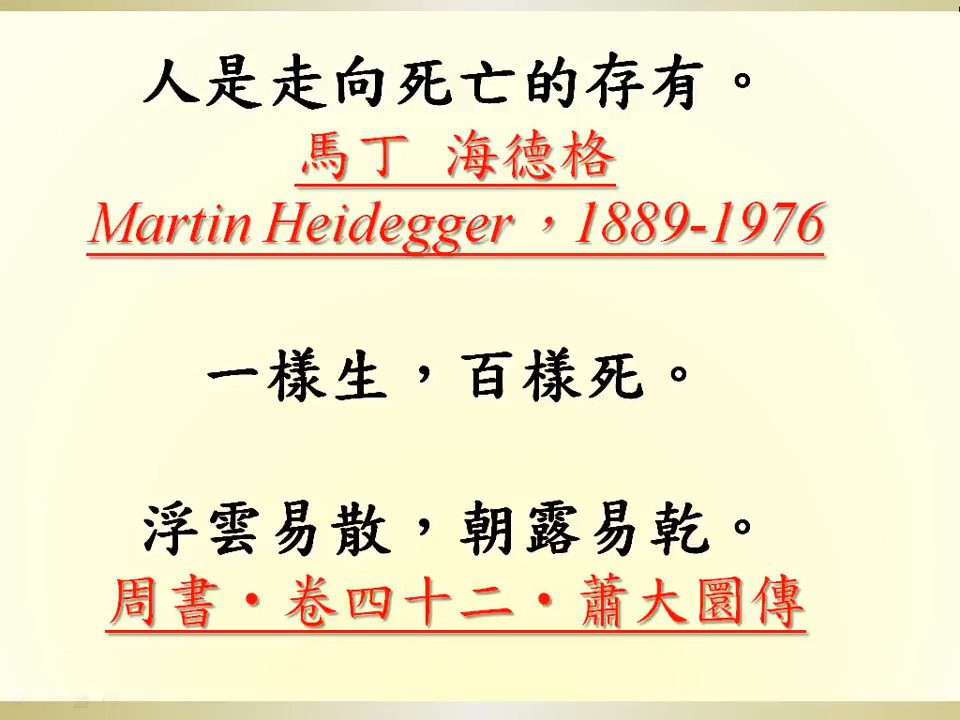 人是走向死亡的存有。
馬丁 海德格
Martin Heidegger，1889-1976
一樣生，百樣死。
浮雲易散，朝露易乾。
周書•卷四十二•蕭大圜傳